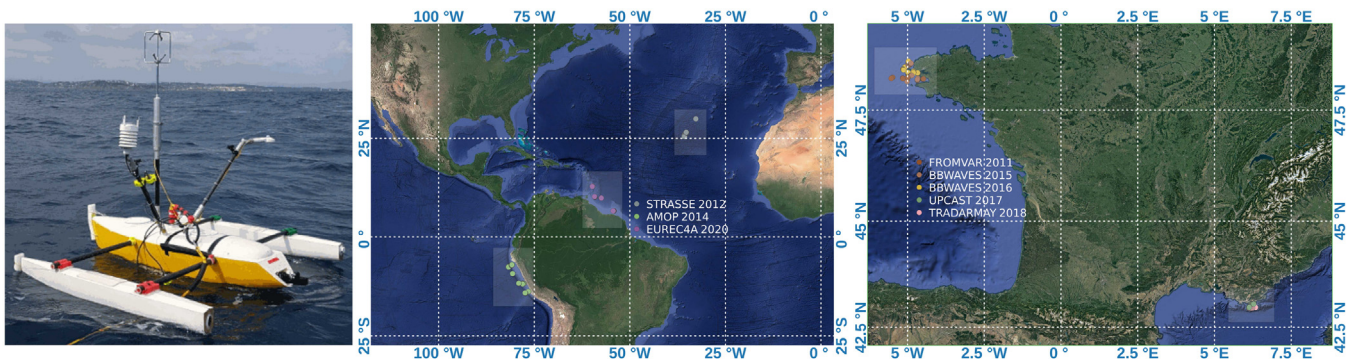 100 °W 75 °W 50 °W 25 °W 0 °
25 °N
0 °
25 °S
25 °N
0 °
25 °S
STRASSE 2012
AMOP 2014
EUREC4A 2020
100 °W 75 °W 50 °W 25 °W 0 °
5 °W 2.5 °W 0 ° 2.5 °E 5 °E 7.5 °E
47.5 °N
45 °N
42.5 °N
47.5 °N
45 °N
42.5 °N
FROMVAR 2011
BBWAVES 2015
BBWAVES 2016
UPCAST 2017
TRADARMAY 2018
5 °W 2.5 °W 0 ° 2.5 °E 5 °E 7.5 °E